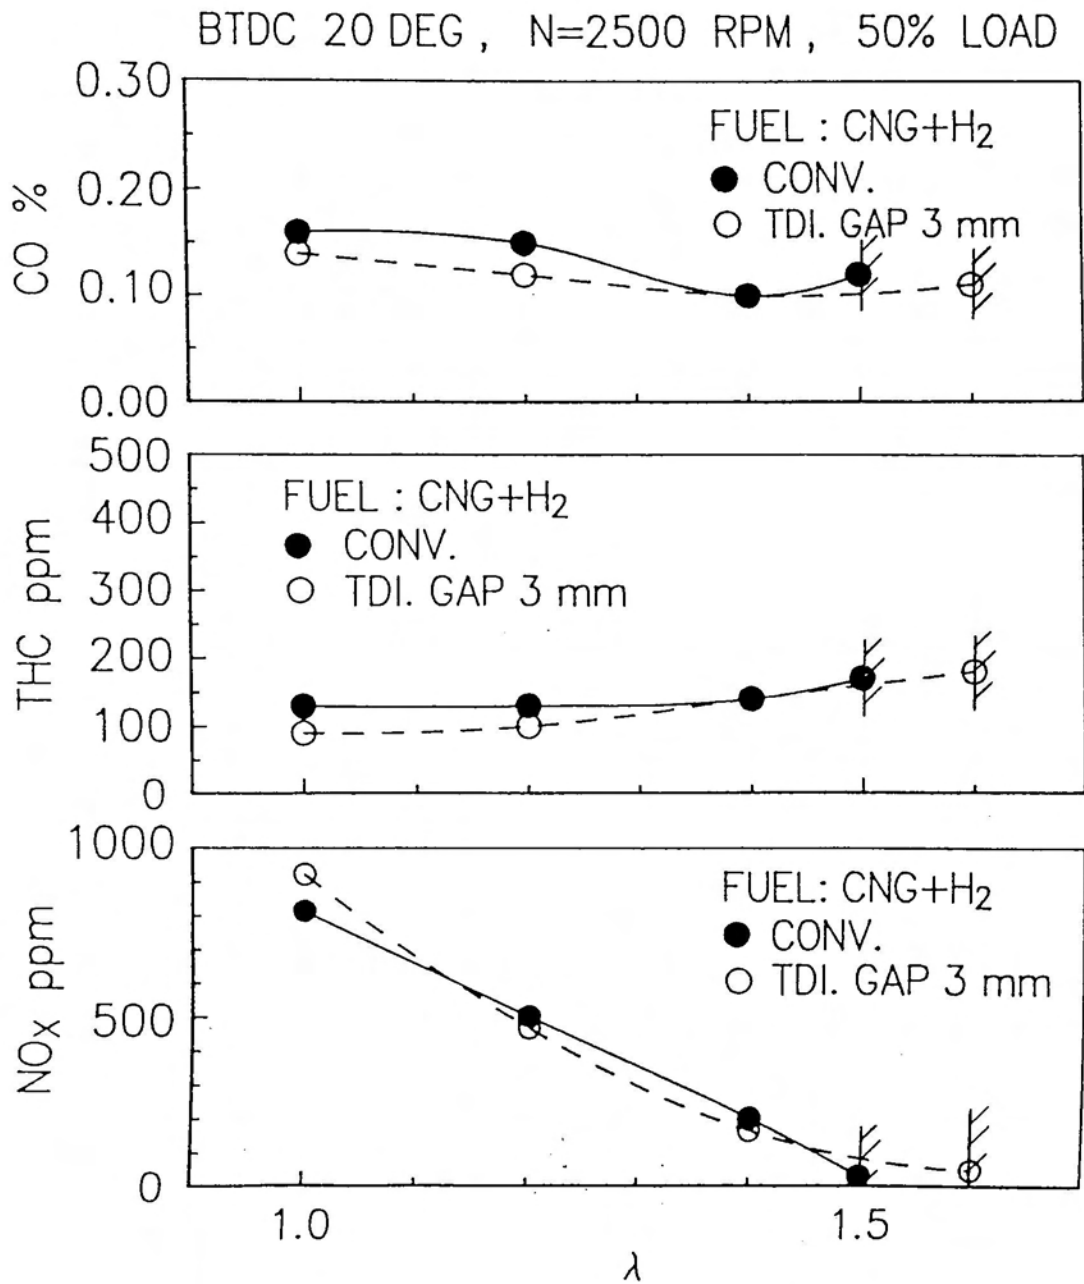 BTDC 20 DEG , N=2500 RPM , 50% LOAD
0.30
0.20
0.10
0.00
CO %
FUEL : CNG+H2
CONV.
TDI. GAP 3 mm
500
400
300
200
100
0
THC ppm
FUEL : CNG+H2
CONV.
TDI. GAP 3 mm
1000
500
0
NOX ppm
FUEL: CNG+H2
CONV.
TDI. GAP 3 mm
1.0 1.5
λ